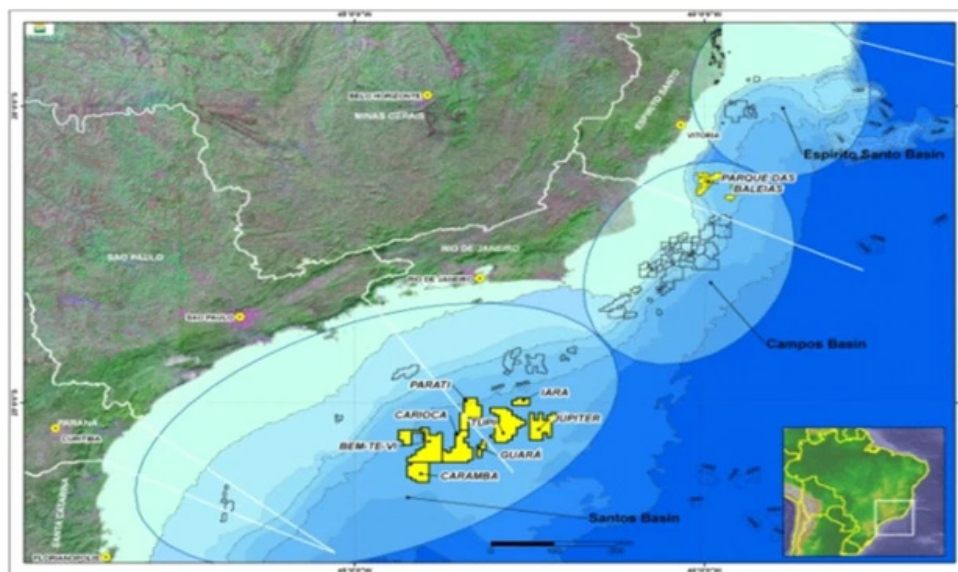 BELO HORIZONTE
MINAS GERAIS
ESPIRITO SANTO
VITORIA
Espirito Santo Basin
PARQUE DAS
BALEIAS
SAO PAULO
RIO DE JANEIRO
RIO DE JANEIRO
SAO PAULO
Campos Basin
PARATI
IARA
CARIOCA
TUPI
JUPITER
BEM-TE-VI
GUARÁ
CARAMBA
PARANA
CURITIBA
Santos Basin
SANTA CATARINA
FLORIANOPOLIS